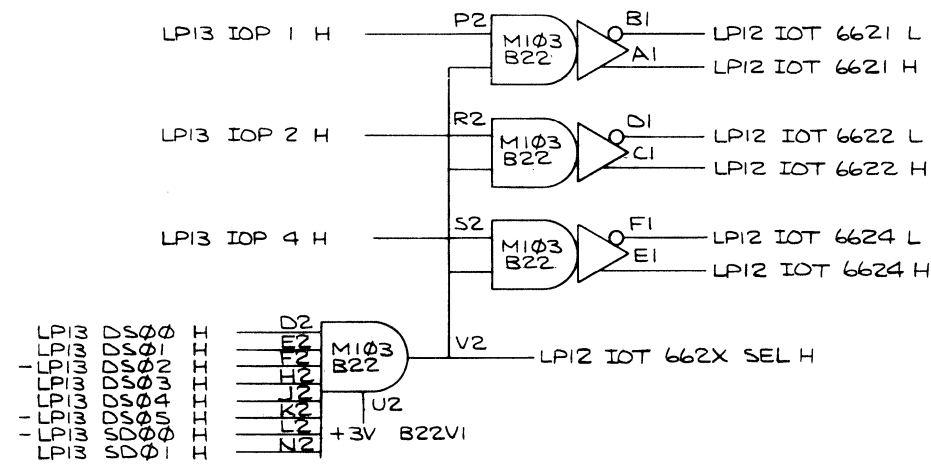 P2
B1
LP13 IOP 1 H
M1Ø3
B22
LP12 IOT 6621 L
A1
LP12 IOT 6621 H
R2
D1
LP13 IOP 2 H
M1Ø3
B22
LP12 IOT 6622 L
C1
LP12 IOT 6622 H
S2
F1
LP13 IOP 4 H
M1Ø3
B22
LP12 IOT 6624 L
E1
LP12 IOT 6624 H
LP13 DSØØ H D2
LP13 DSØ1 H E2
-LP13 DSØ2 H F2
LP13 DSØ3 H H2
LP13 DSØ4 H J2
-LP13 DSØ5 H K2
-LP13 SDØØ H L2
LP13 SDØ1 H N2
M1Ø3
B22
V2
LP12 IOT 662X SEL H
U2
+3V B22V1